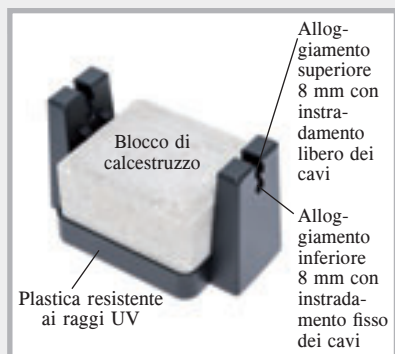 Allog-
giamento
superiore
8 mm con
instra-
damento
libero dei
cavi
Blocco di
calcestruzzo
Allog-
giamento
inferiore
8 mm con
instrada-
mento fisso
dei cavi
Plastica resistente
ai raggi UV